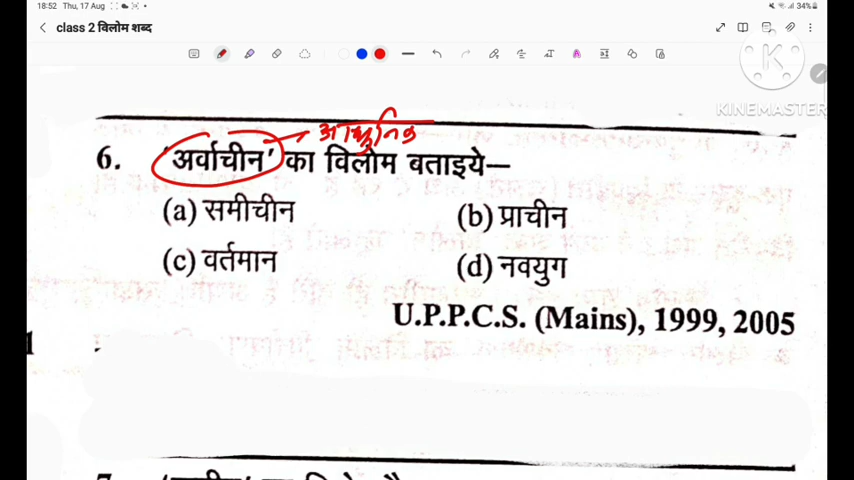 18:52 Thu, 17 Aug
34%
class 2 विलोम शब्द
KINEMASTER
आधुनिक
6. 'अर्वाचीन' का विलोम बताइये—
(a) समीचीन (b) प्राचीन
(c) वर्तमान (d) नवयुग
U.P.P.C.S. (Mains), 1999, 2005
1